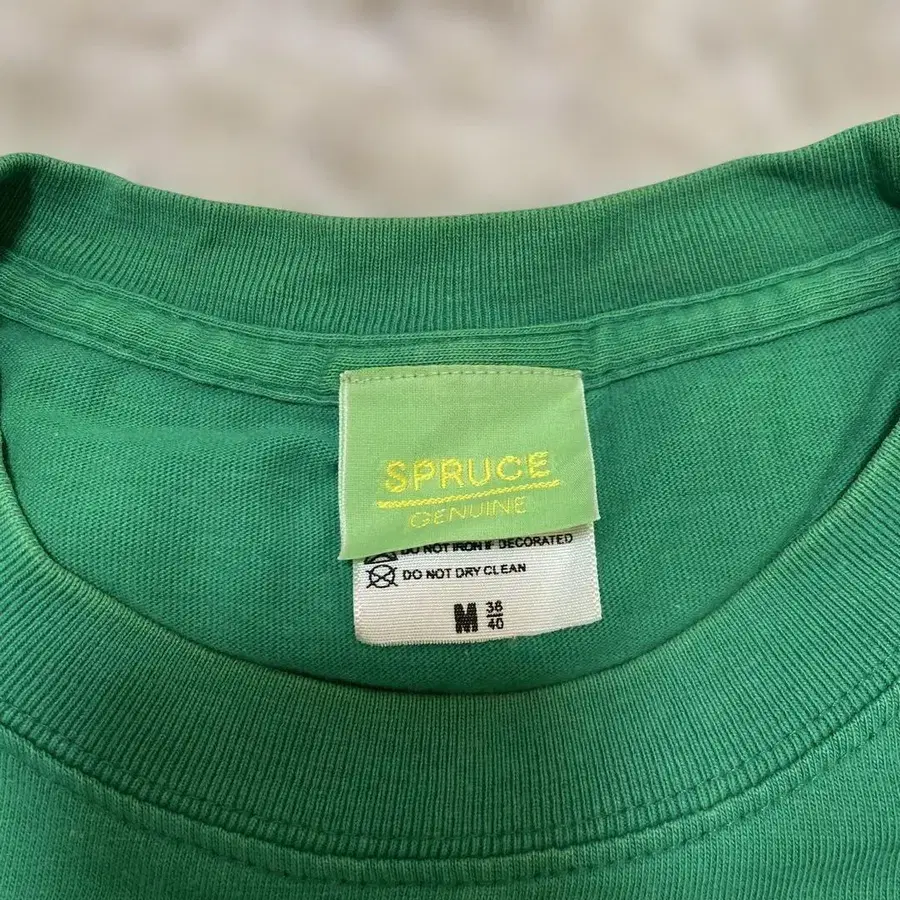 SPRUCE
GENUINE
DO NOT IRON IF DECORATED
DO NOT DRY CLEAN
M 38
40